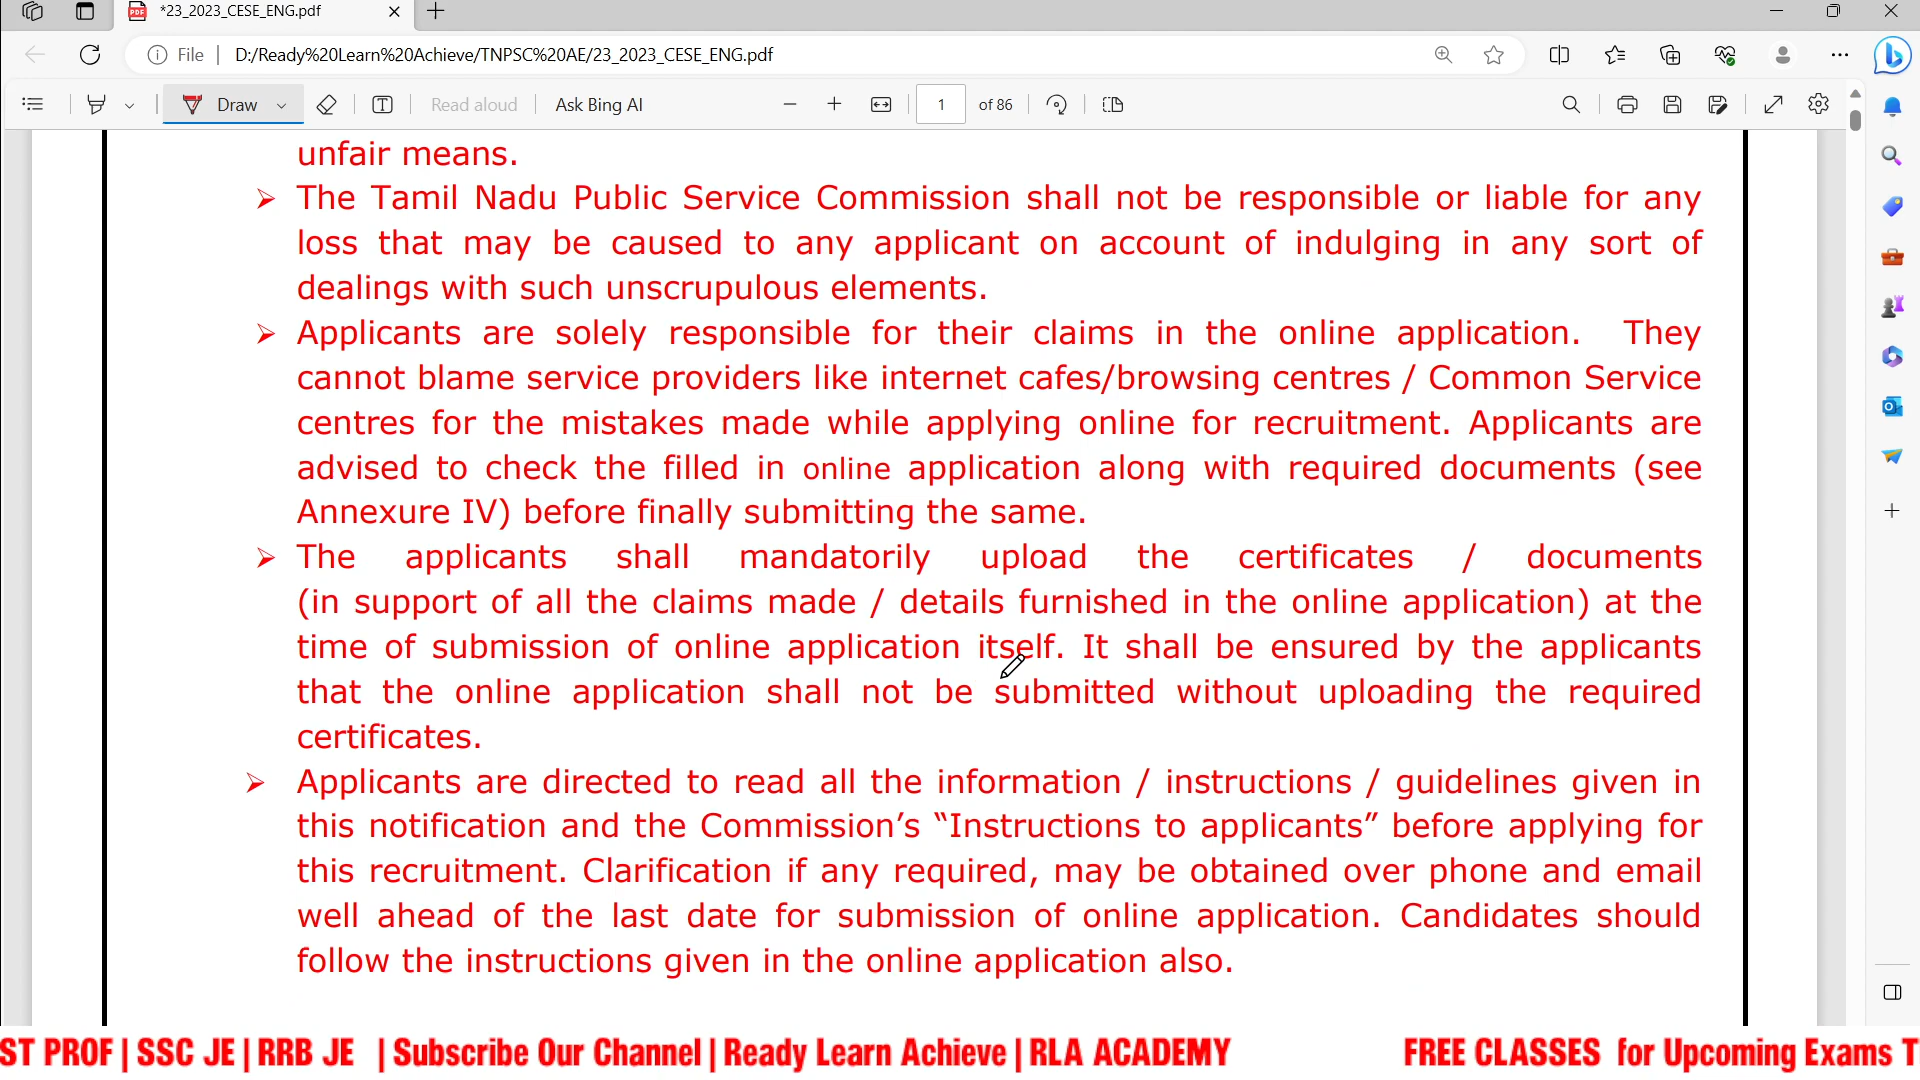 *23_2023_CESE_ENG.pdf
File | D:/Ready%20Learn%20Achieve/TNPSC%20AE/23_2023_CESE_ENG.pdf
Draw Read aloud Ask Bing AI 1 of 86
unfair means.
➢ The Tamil Nadu Public Service Commission shall not be responsible or liable for any
loss that may be caused to any applicant on account of indulging in any sort of
dealings with such unscrupulous elements.
➢ Applicants are solely responsible for their claims in the online application. They
cannot blame service providers like internet cafes/browsing centres / Common Service
centres for the mistakes made while applying online for recruitment. Applicants are
advised to check the filled in online application along with required documents (see
Annexure IV) before finally submitting the same.
➢ The applicants shall mandatorily upload the certificates / documents
(in support of all the claims made / details furnished in the online application) at the
time of submission of online application itself. It shall be ensured by the applicants
that the online application shall not be submitted without uploading the required
certificates.
➢ Applicants are directed to read all the information / instructions / guidelines given in
this notification and the Commission’s “Instructions to applicants” before applying for
this recruitment. Clarification if any required, may be obtained over phone and email
well ahead of the last date for submission of online application. Candidates should
follow the instructions given in the online application also.
ST PROF | SSC JE | RRB JE | Subscribe Our Channel | Ready Learn Achieve | RLA ACADEMY FREE CLASSES for Upcoming Exams T